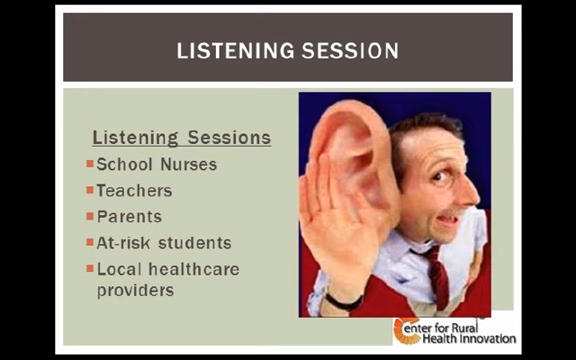 LISTENING SESSION
Listening Sessions
School Nurses
Teachers
Parents
At-risk students
Local healthcare
providers
Center for Rural
Health Innovation